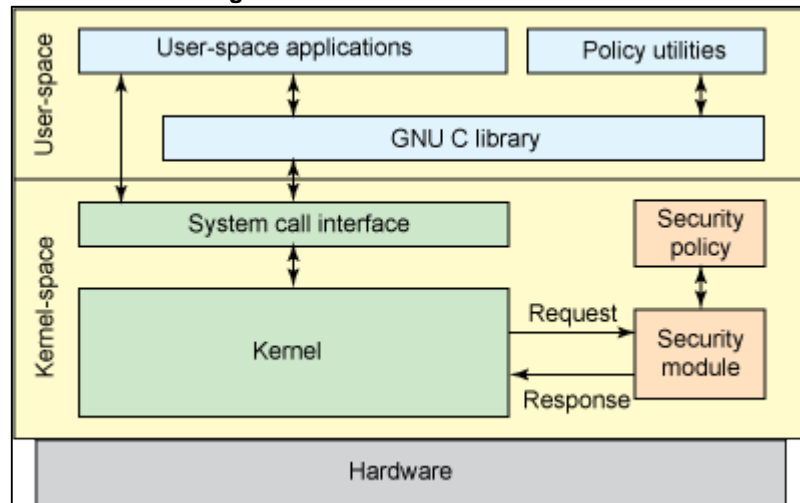 User-space
User-space applications
Policy utilities
GNU C library
Kernel-space
System call interface
Security
policy
Kernel
Request
Response
Security
module
Hardware